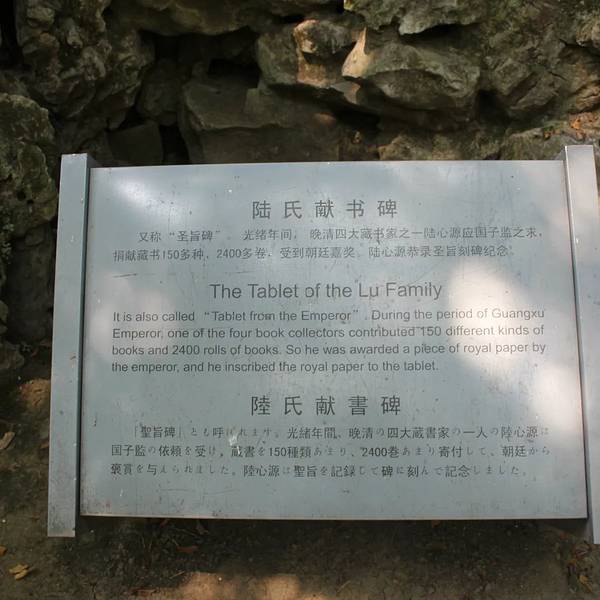 陆氏献书碑
又称“圣旨碑”。光绪年间，晚清四大藏书家之一陆心源应国子监之求，
捐献藏书150多种，2400多卷，受到朝廷嘉奖。陆心源恭录圣旨刻碑纪念。
The Tablet of the Lu Family
It is also called “Tablet from the Emperor”. During the period of Guangxu
Emperor, one of the four book collectors contributed 150 different kinds of
books and 2400 rolls of books. So he was awarded a piece of royal paper by
the emperor, and he inscribed the royal paper to the tablet.
陸氏献書碑
「聖旨碑」とも呼ばれます。光緒年間、晚清の四大蔵書家の一人の陸心源は
国子監の依頼を受け，蔵書を150種類あまり、2400巻あまり寄付して、朝廷から
褒賞を与えられました。陸心源は聖旨を記録して碑に刻んで記念しました。